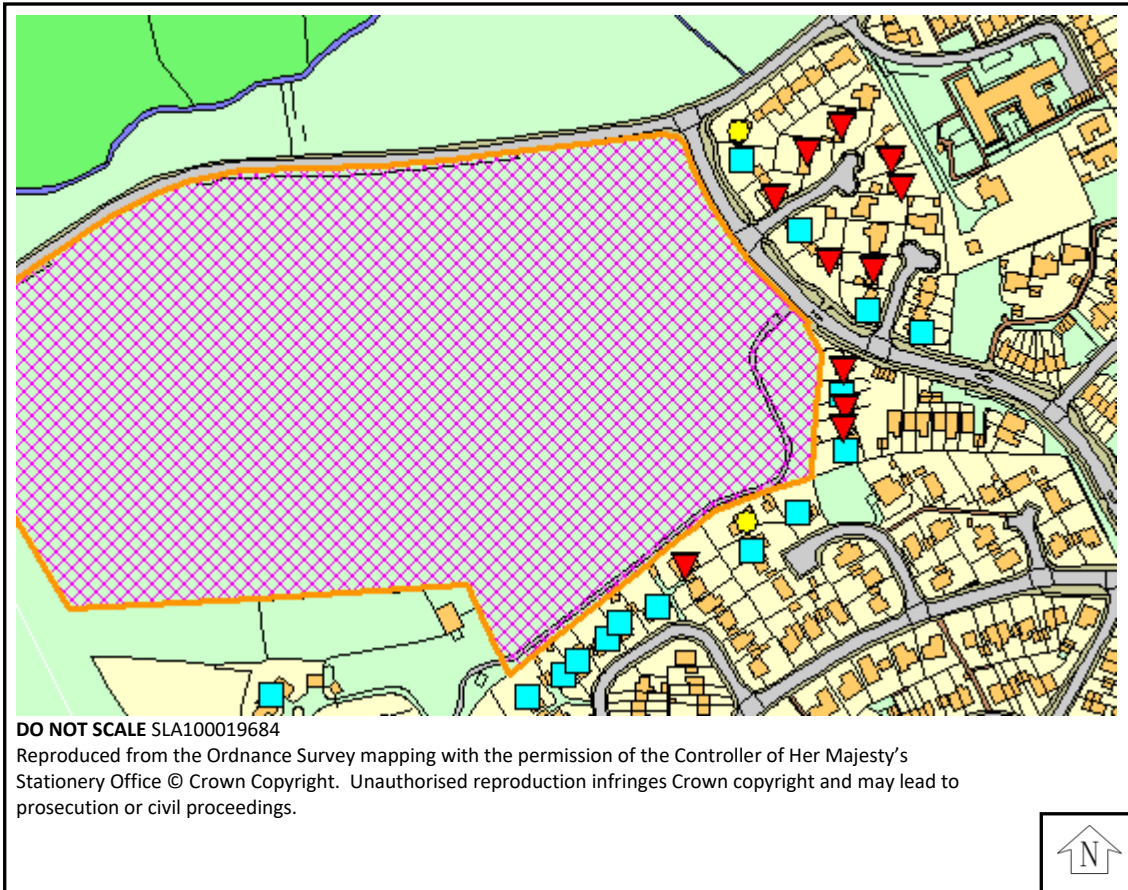 DO NOT SCALE SLA100019684
Reproduced from the Ordnance Survey mapping with the permission of the Controller of Her Majesty's
Stationery Office © Crown Copyright. Unauthorised reproduction infringes Crown copyright and may lead to
prosecution or civil proceedings.
N